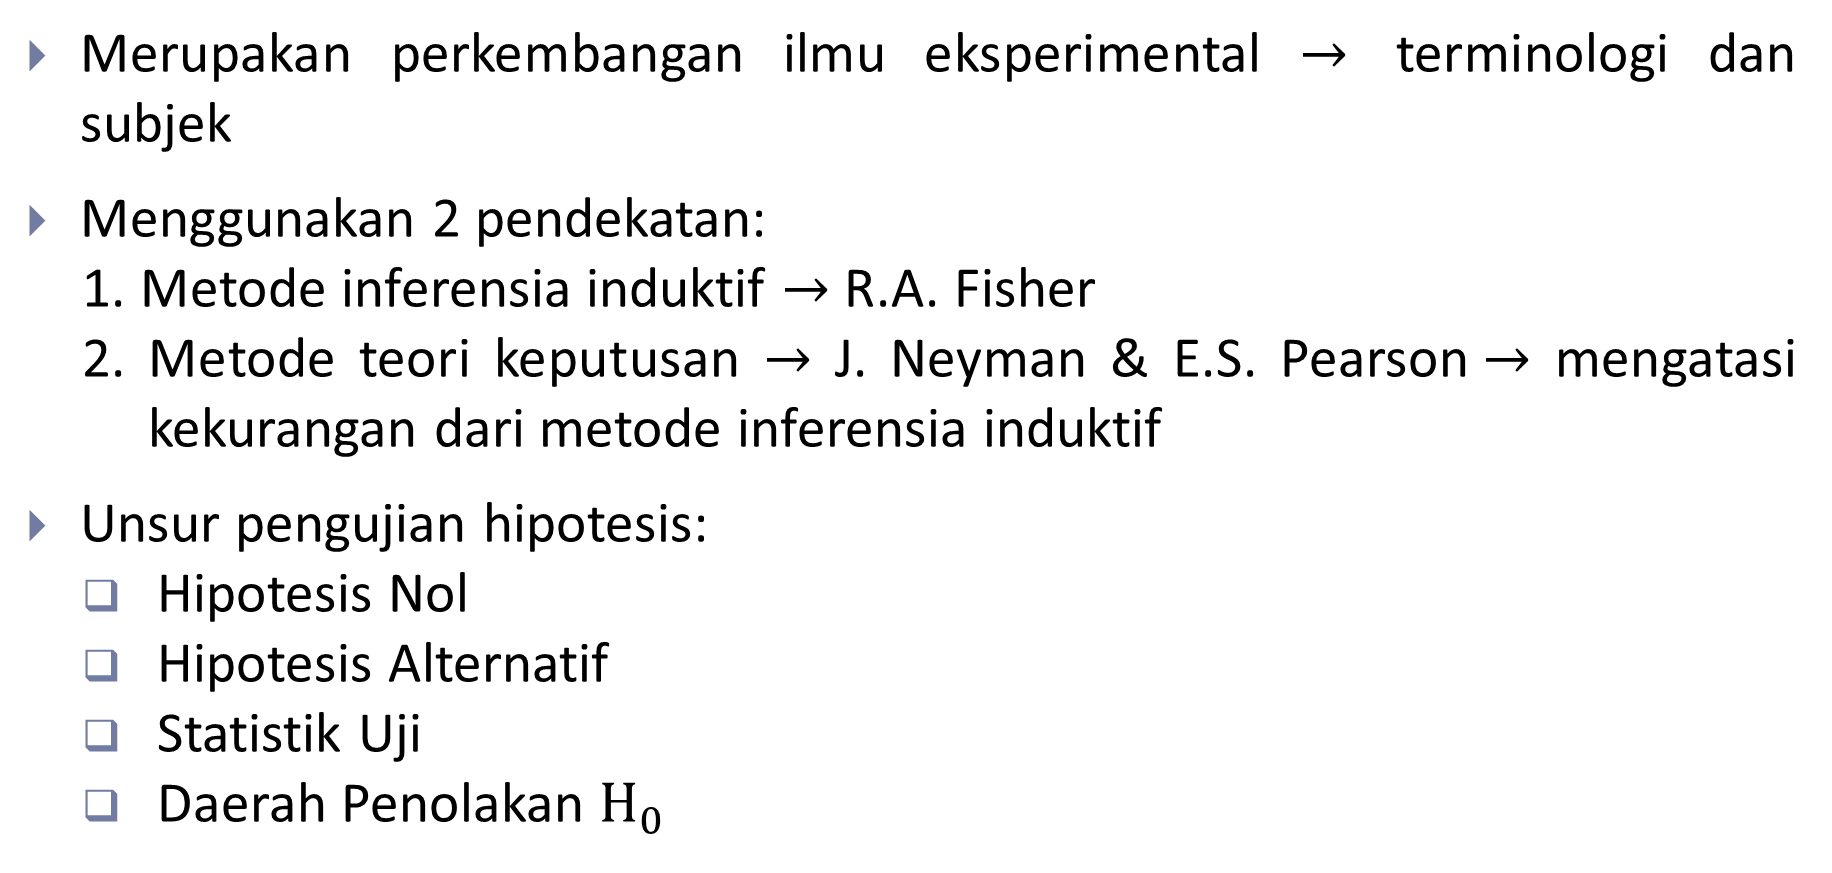 Merupakan perkembangan ilmu eksperimental → terminologi dan
subjek
Menggunakan 2 pendekatan:
1. Metode inferensia induktif → R.A. Fisher
2. Metode teori keputusan → J. Neyman & E.S. Pearson → mengatasi
kekurangan dari metode inferensia induktif
Unsur pengujian hipotesis:
❑ Hipotesis Nol
❑ Hipotesis Alternatif
❑ Statistik Uji
❑ Daerah Penolakan H₀